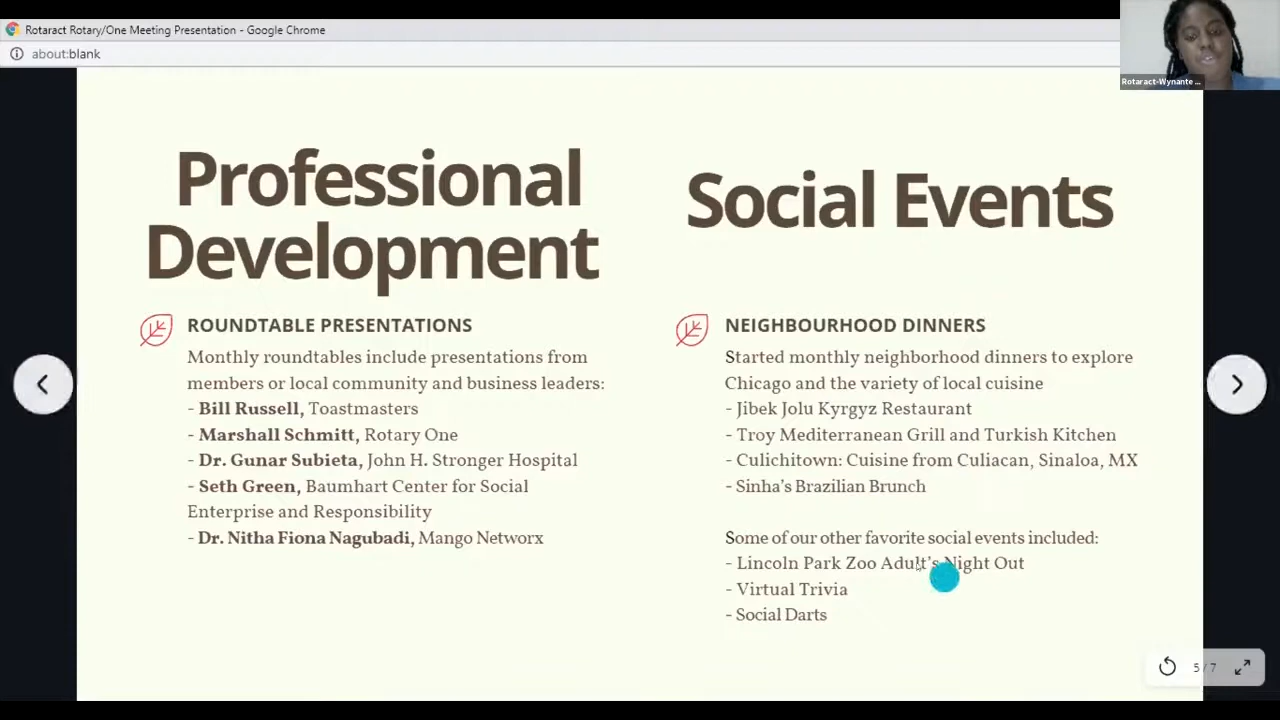 Rotaract Rotary/One Meeting Presentation - Google Chrome
about:blank
Rotaract-Wynante ...
Professional
Development
ROUNDTABLE PRESENTATIONS
Monthly roundtables include presentations from
members or local community and business leaders:
- Bill Russell, Toastmasters
- Marshall Schmitt, Rotary One
- Dr. Gunar Subieta, John H. Stronger Hospital
- Seth Green, Baumhart Center for Social
Enterprise and Responsibility
- Dr. Nitha Fiona Nagubadi, Mango Networx
Social Events
NEIGHBOURHOOD DINNERS
Started monthly neighborhood dinners to explore
Chicago and the variety of local cuisine
- Jibek Jolu Kyrgyz Restaurant
- Troy Mediterranean Grill and Turkish Kitchen
- Culichitown: Cuisine from Culiacan, Sinaloa, MX
- Sinha's Brazilian Brunch
Some of our other favorite social events included:
- Lincoln Park Zoo Adult's Night Out
- Virtual Trivia
- Social Darts
5 / 7